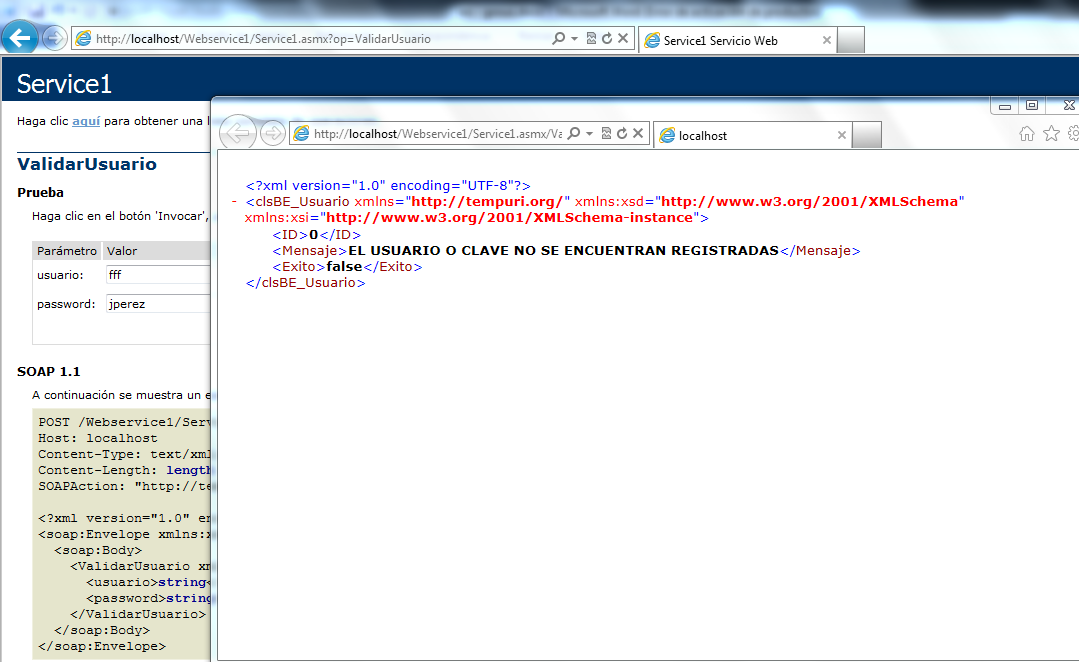 http://localhost/Webservice1/Service1.asmx?op=ValidarUsuario
Service1 Servicio Web
Service1
Haga clic aquí para obtener una
ValidarUsuario
Prueba
Haga clic en el botón 'Invocar',
Parámetro Valor
usuario: fff
password: jperez
SOAP 1.1
A continuación se muestra un
POST /Webservice1/Serv
Host: localhost
Content-Type: text/xml
Content-Length: length
SOAPAction: "http://te
<?xml version="1.0" en
<soap:Envelope xmlns:x
<soap:Body>
<ValidarUsuario xm
<usuario>string<
<password>string
</ValidarUsuario>
</soap:Body>
</soap:Envelope>
http://localhost/Webservice1/Service1.asmx/Va
localhost
<?xml version="1.0" encoding="UTF-8"?>
- <clsBE_Usuario xmlns="http://tempuri.org/" xmlns:xsd="http://www.w3.org/2001/XMLSchema"
xmlns:xsi="http://www.w3.org/2001/XMLSchema-instance">
<ID>0</ID>
<Mensaje>EL USUARIO O CLAVE NO SE ENCUENTRAN REGISTRADAS</Mensaje>
<Exito>false</Exito>
</clsBE_Usuario>